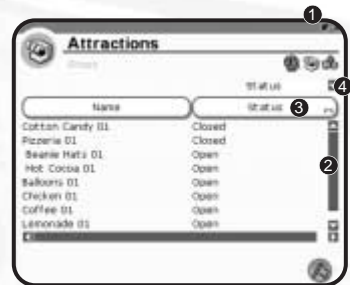 1
Attractions
Status
4
Name Status 3
Cotton Candy 01 Closed
Pizzeria 01 Closed
Beanie Hats 01 Open
Hot Cocoa 01 Open
2
Balloons 01 Open
Chicken 01 Open
Coffee 01 Open
Lemonade 01 Open